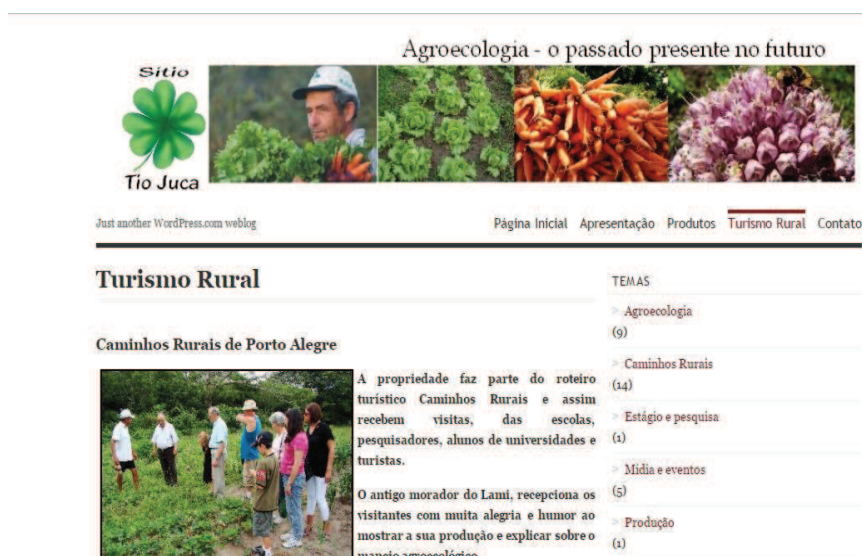 Agroecologia - o passado presente no futuro
Sitio
Tio Juca
Just another WordPress.com weblog
Página Inicial Apresentação Produtos Turismo Rural Contato
Turismo Rural
Caminhos Rurais de Porto Alegre
A propriedade faz parte do roteiro
turístico Caminhos Rurais e assim
recebem visitas, das escolas,
pesquisadores, alunos de universidades e
turistas.
O antigo morador do Lami, recepciona os
visitantes com muita alegria e humor ao
mostrar a sua produção e explicar sobre o
manejo agroecológico.
TEMAS
> Agroecologia
(9)
> Caminhos Rurais
(14)
> Estágio e pesquisa
(1)
> Mídia e eventos
(5)
> Produção
(1)